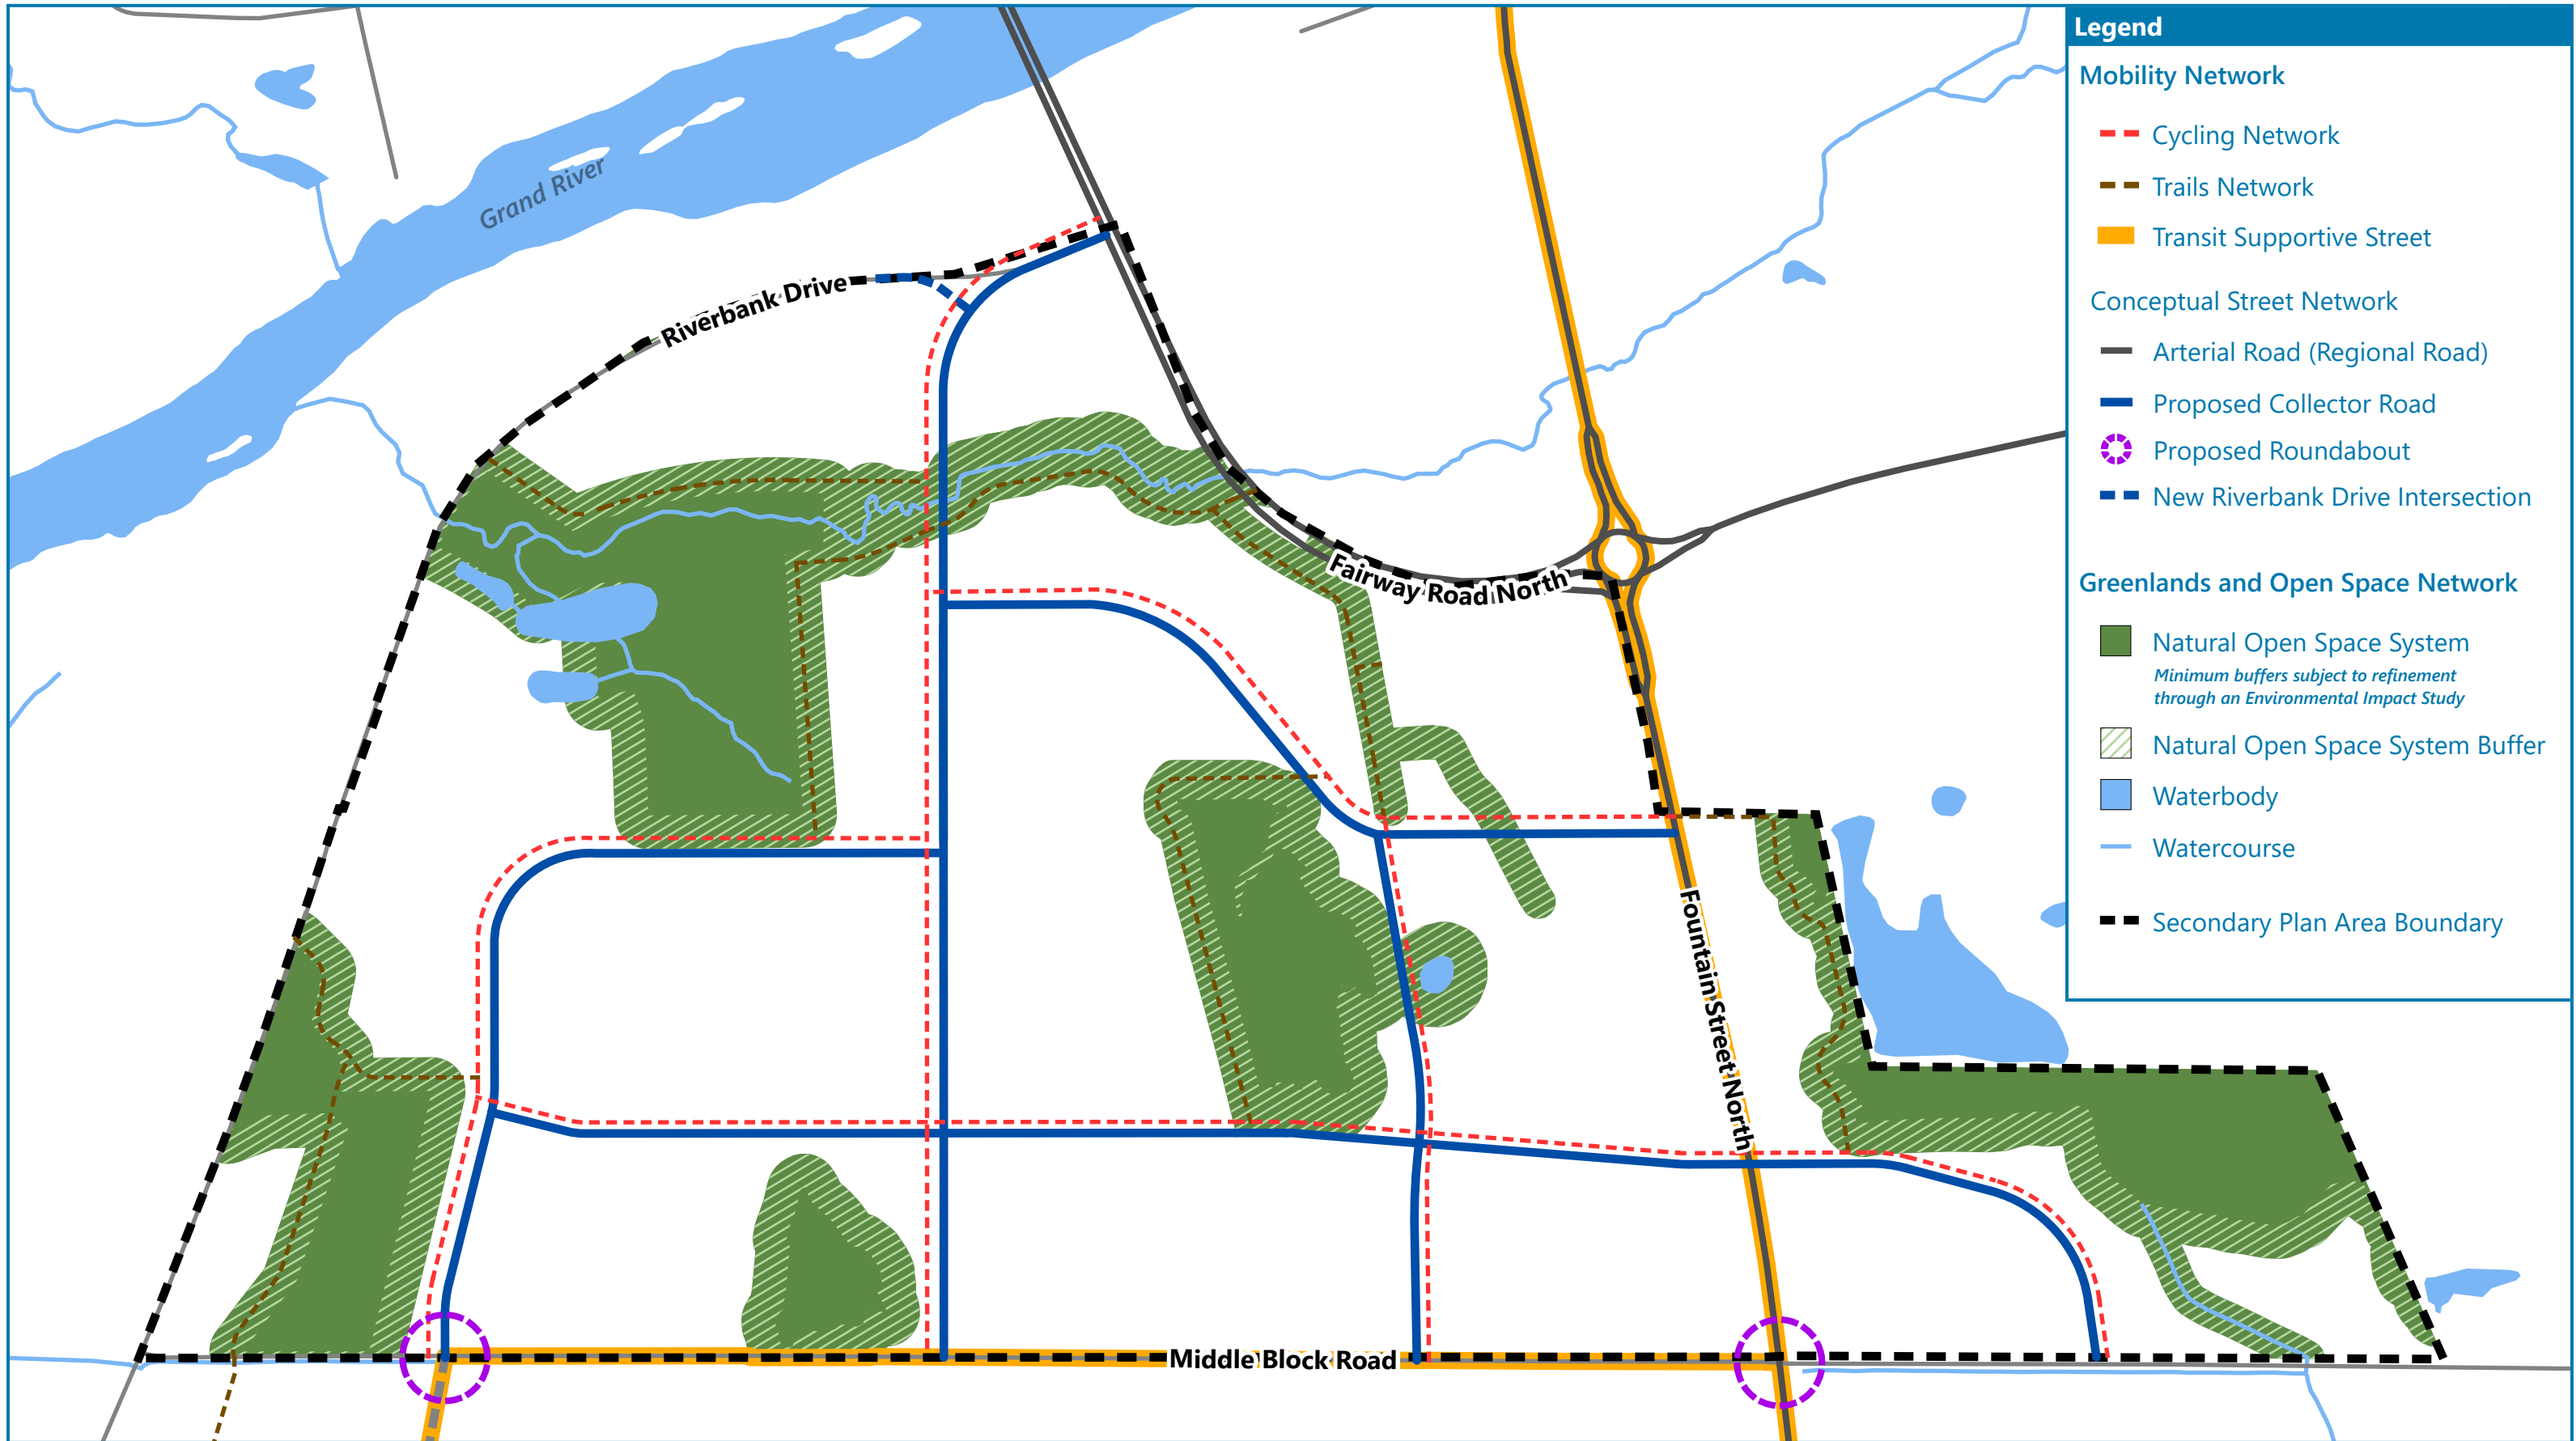 Legend
Mobility Network
Cycling Network
Trails Network
Transit Supportive Street
Conceptual Street Network
Arterial Road (Regional Road)
Proposed Collector Road
Proposed Roundabout
New Riverbank Drive Intersection
Greenlands and Open Space Network
Natural Open Space System
Minimum buffers subject to refinement
through an Environmental Impact Study
Natural Open Space System Buffer
Waterbody
Watercourse
Secondary Plan Area Boundary
Grand River
Riverbank Drive
Fairway Road North
Fountain Street North
Middle Block Road